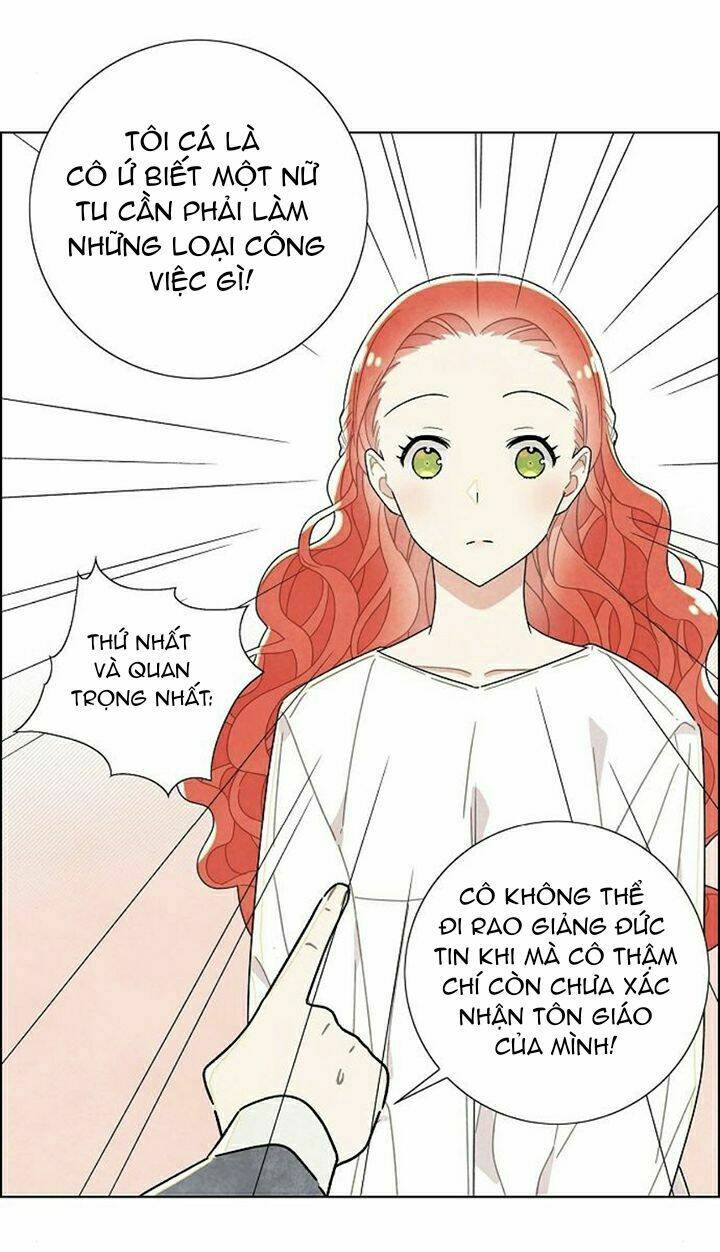 TÔI CÁ LÀ
CÔ Ứ BIẾT MỘT NỮ
TU CẦN PHẢI LÀM
NHỮNG LOẠI CÔNG
VIỆC GÌ!
THỨ NHẤT
VÀ QUAN
TRỌNG NHẤT:
CÔ KHÔNG THỂ
ĐI RAO GIẢNG ĐỨC
TIN KHI MÀ CÔ THẬM
CHÍ CÒN CHƯA XÁC
NHẬN TÔN GIÁO
CỦA MÌNH!